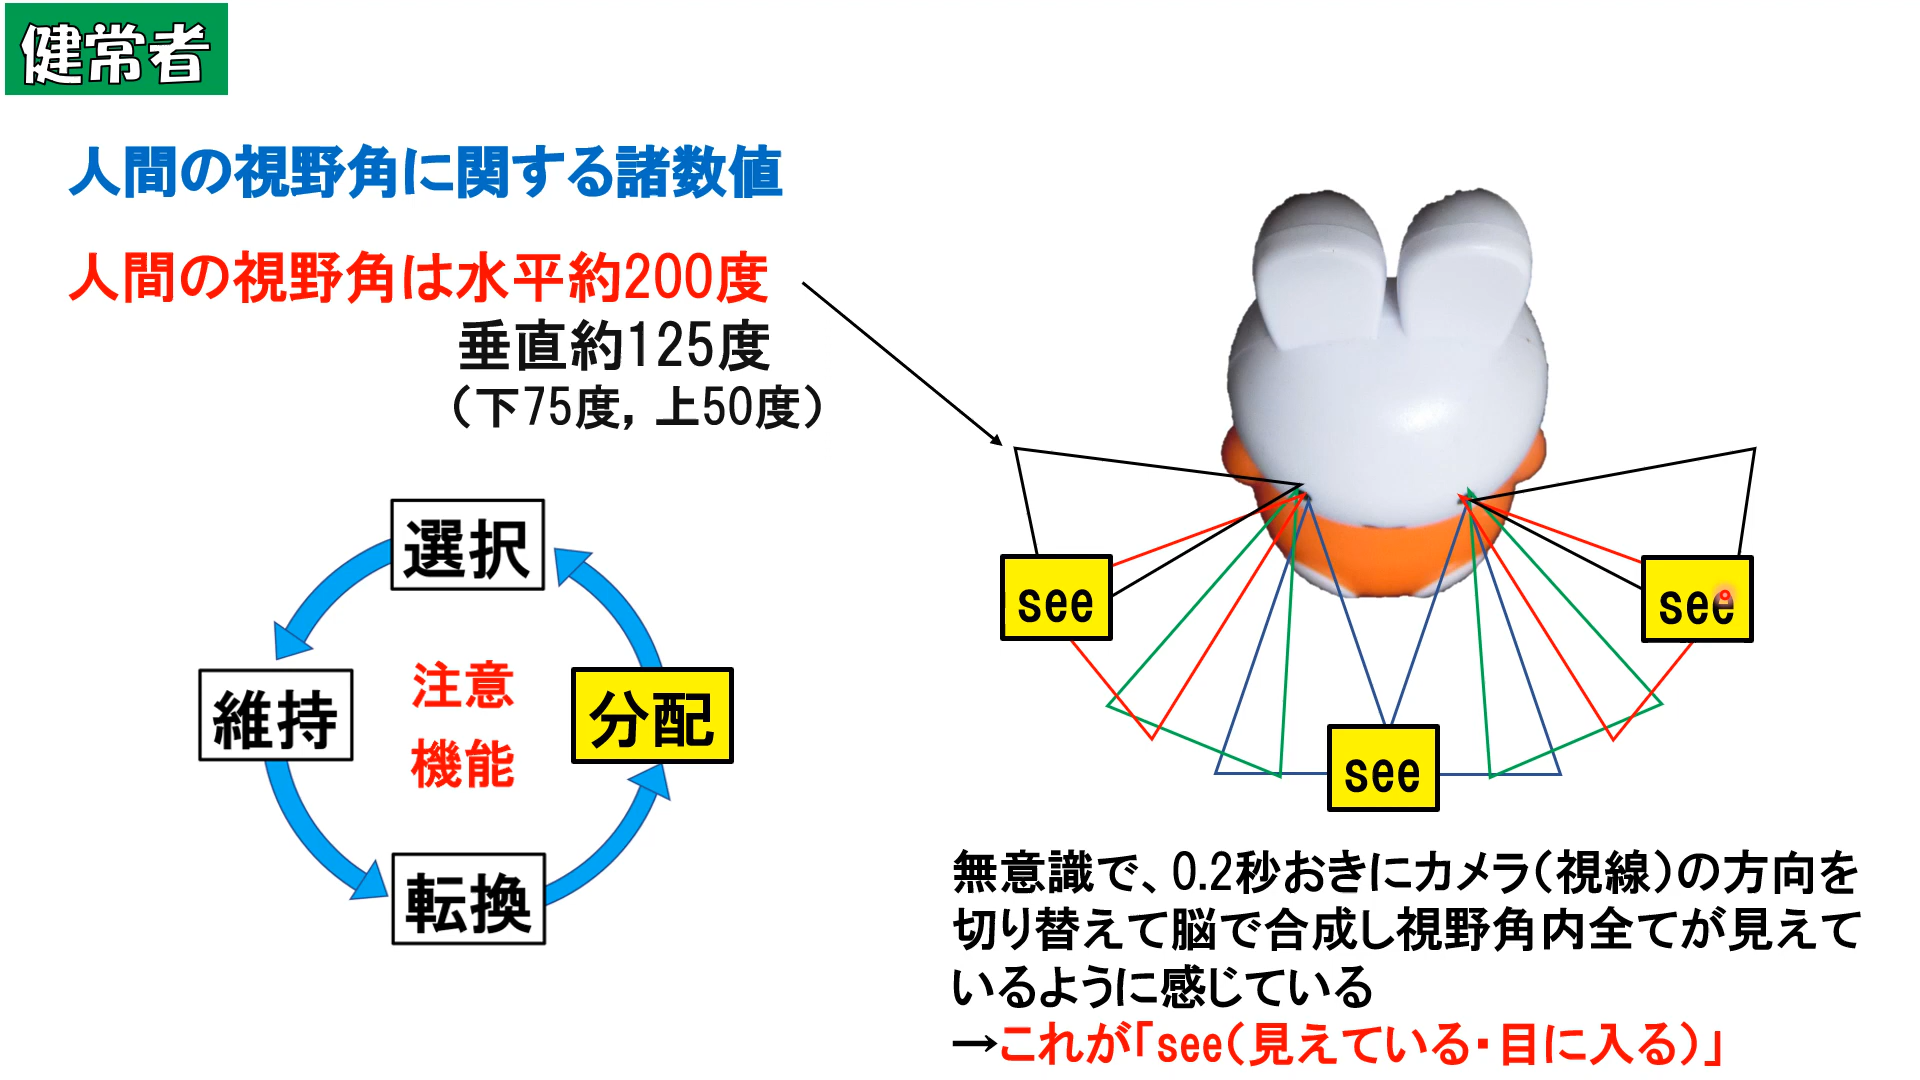 健常者
人間の視野角に関する諸数値
人間の視野角は水平約200度
垂直約125度
（下75度，上50度）
選択
維持
注意
機能
分配
転換
see
see
see
無意識で、0.2秒おきにカメラ（視線）の方向を
切り替えて脳で合成し視野角内全てが見えて
いるように感じている
→これが「see（見えている・目に入る）」